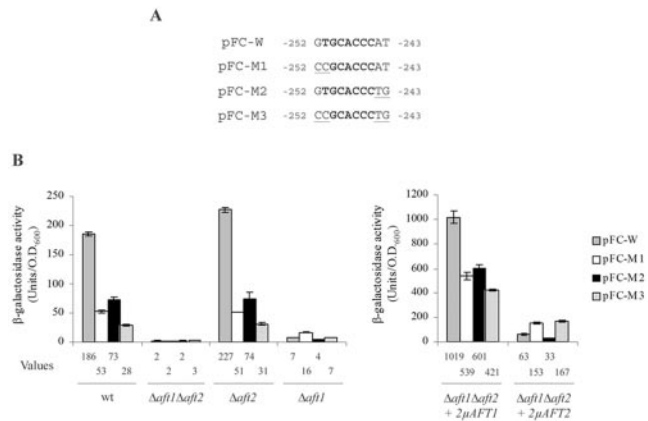 A
pFC-W -252 GTGCACCCAT -243
pFC-M1 -252 CCGCACCCAT -243
pFC-M2 -252 GTGCACCCTG -243
pFC-M3 -252 CCGCACCCTG -243
B
β-galactosidase activity
(Units/O.D600)
250
200
150
100
50
0
Values
186 73 2 2 227 74 7 4
53 28 2 3 51 31 16 7
wt Δaft1Δaft2 Δaft2 Δaft1
β-galactosidase activity
(Units/O.D600)
1200
1000
800
600
400
200
0
1019 601 63 33
539 421 153 167
Δaft1Δaft2 Δaft1Δaft2
+ 2μAFT1 + 2μAFT2
pFC-W
pFC-M1
pFC-M2
pFC-M3